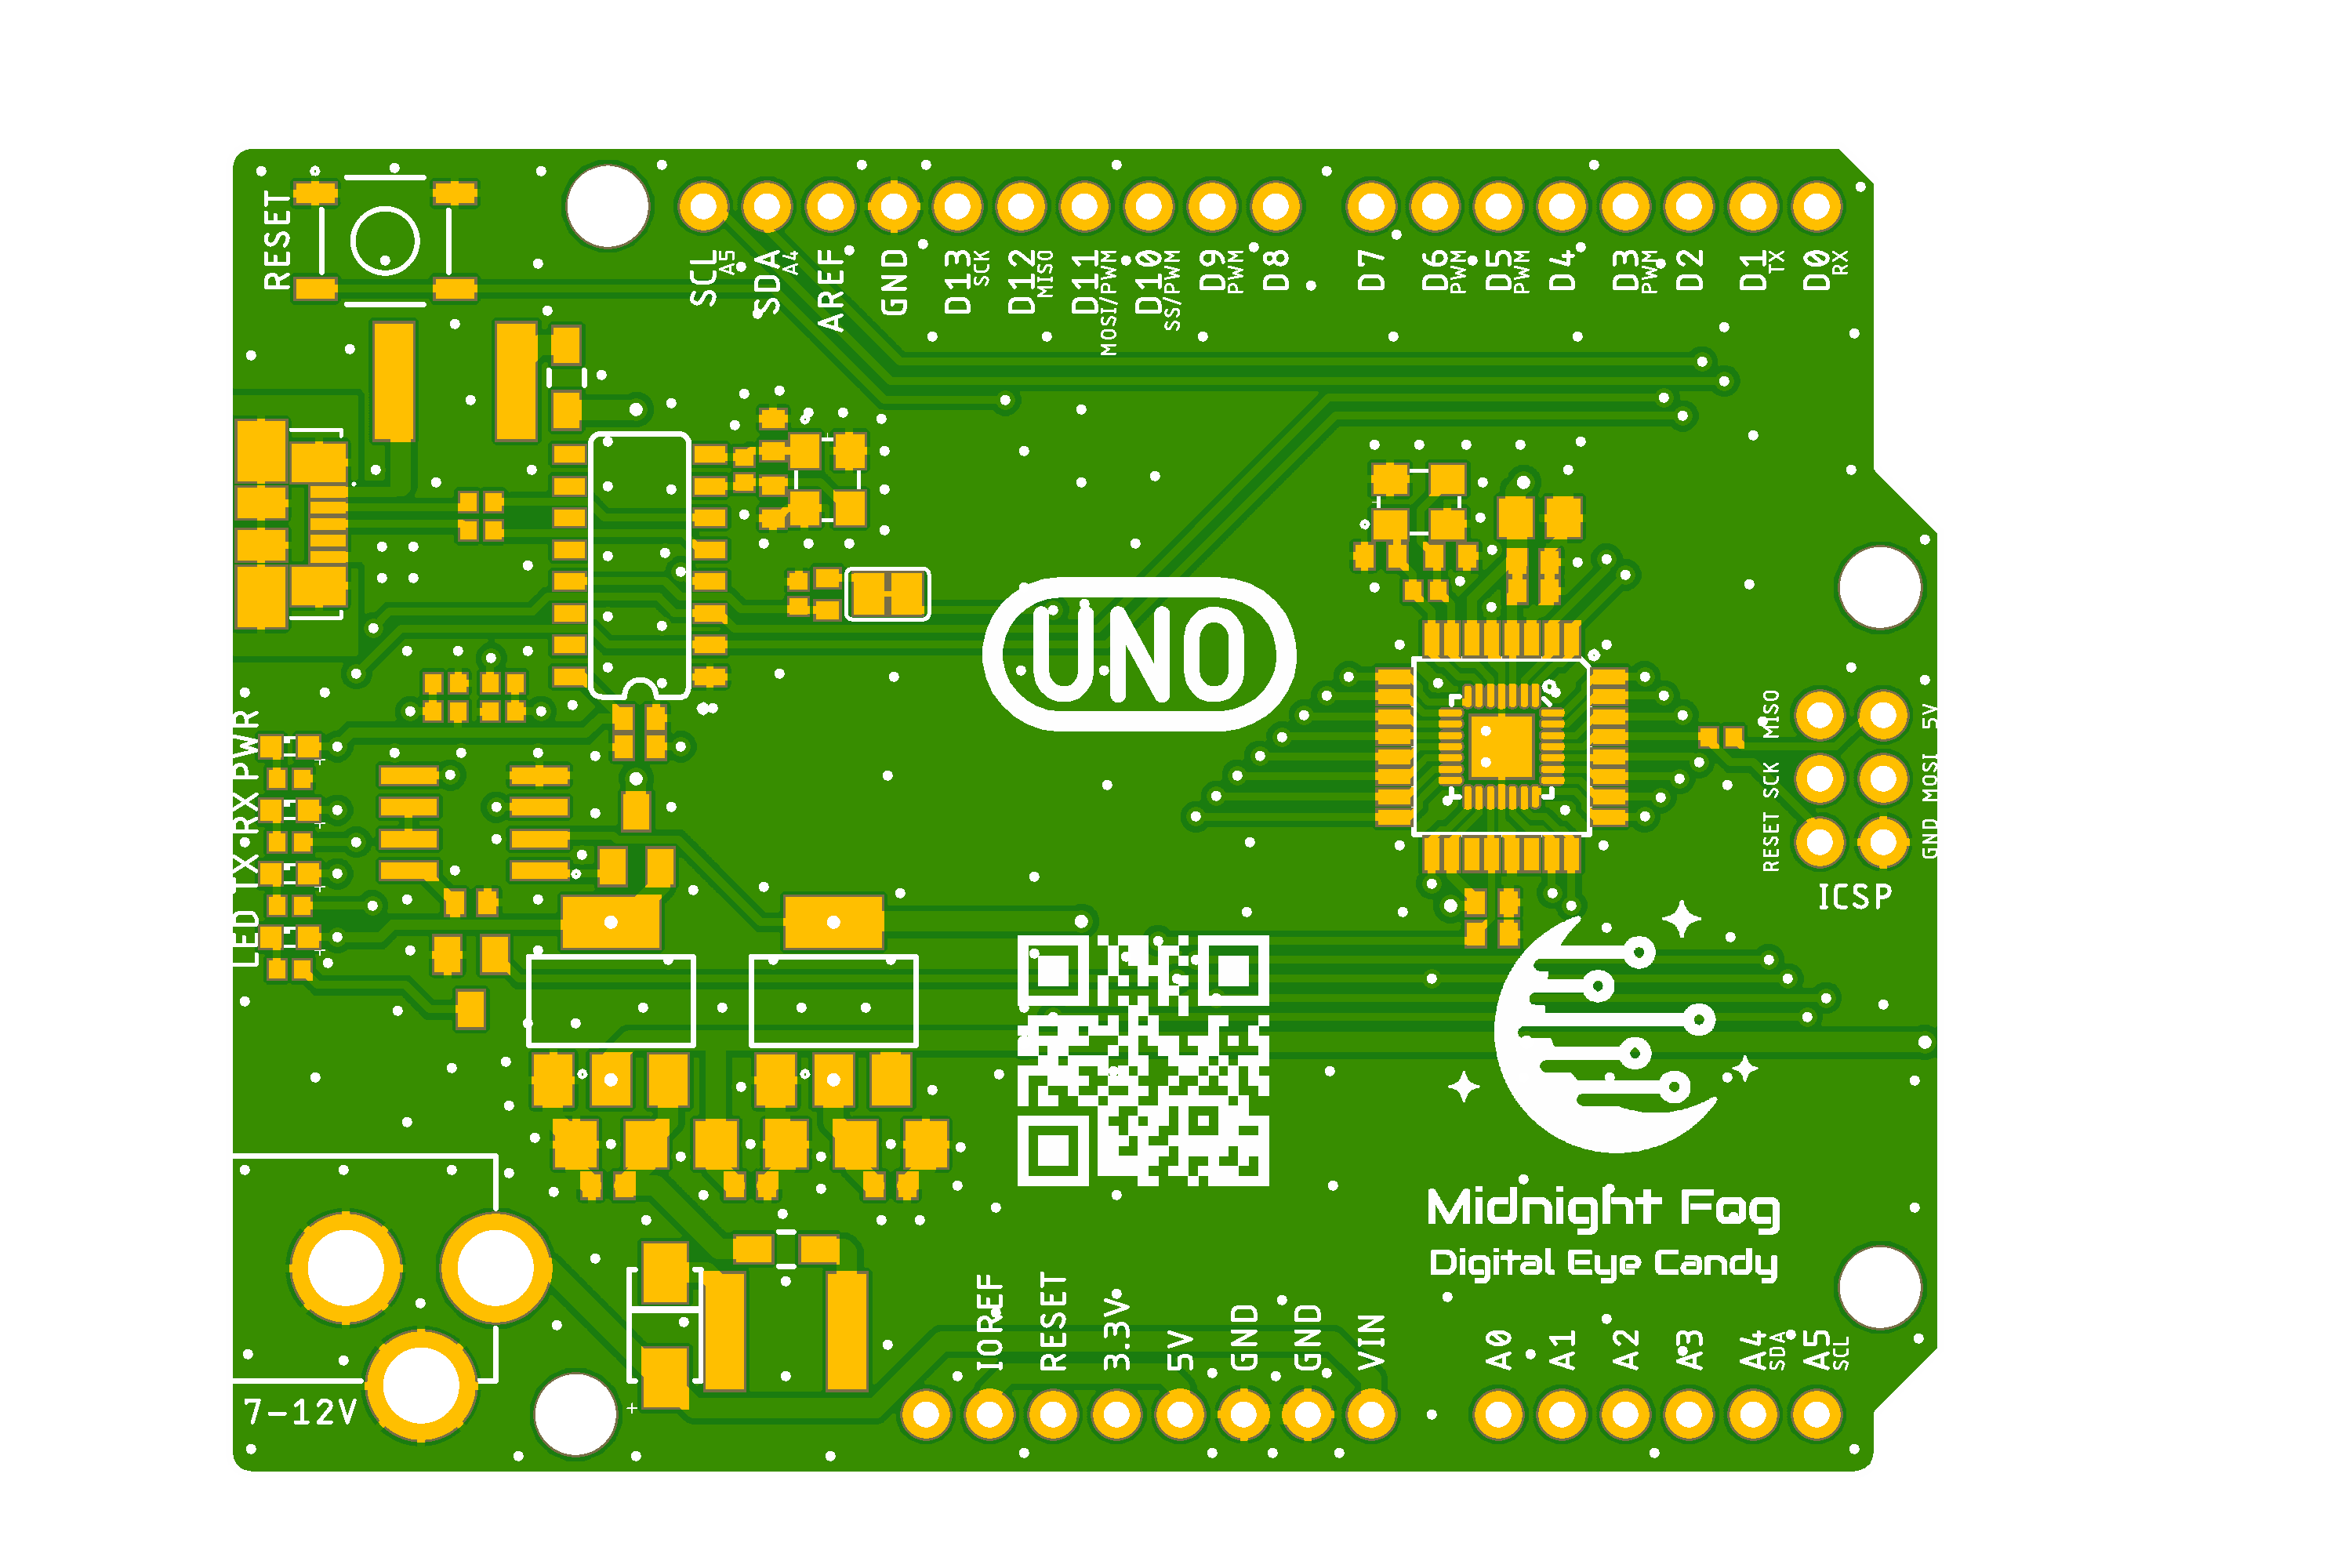 RESET
SCL
A5
SDA
A4
AREF
GND
D13
SCK
D12
MISO
D11
MOSI/PWM
D10
SS/PWM
D9
PWM
D8
D7
D6
PWM
D5
PWM
D4
D3
PWM
D2
D1
TX
D0
RX
UNO
PWR
RX
TX
LED
MISO
SCK
RESET
5V
MOSI
GND
ICSP
Midnight Fog
Digital Eye Candy
7-12V
+
IOREF
RESET
3.3V
5V
GND
GND
VIN
A0
A1
A2
A3
A4
SDA
A5
SCL